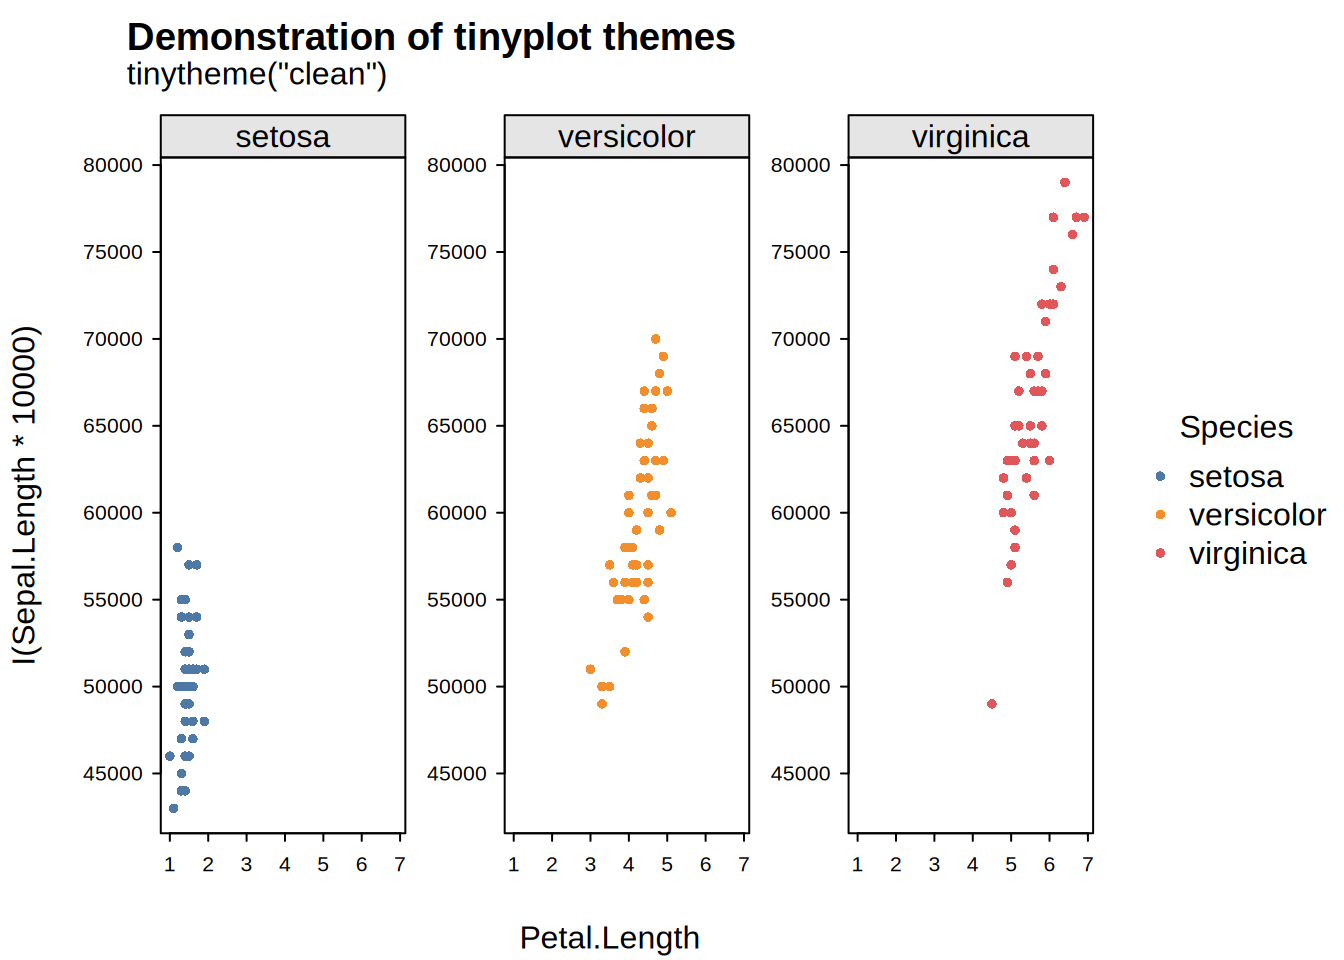 Demonstration of tinyplot themes
tinytheme("clean")
setosa
versicolor
virginica
80000
75000
70000
65000
60000
55000
50000
45000
80000
75000
70000
65000
60000
55000
50000
45000
80000
75000
70000
65000
60000
55000
50000
45000
1 2 3 4 5 6 7
1 2 3 4 5 6 7
1 2 3 4 5 6 7
I(Sepal.Length * 10000)
Petal.Length
Species
setosa
versicolor
virginica